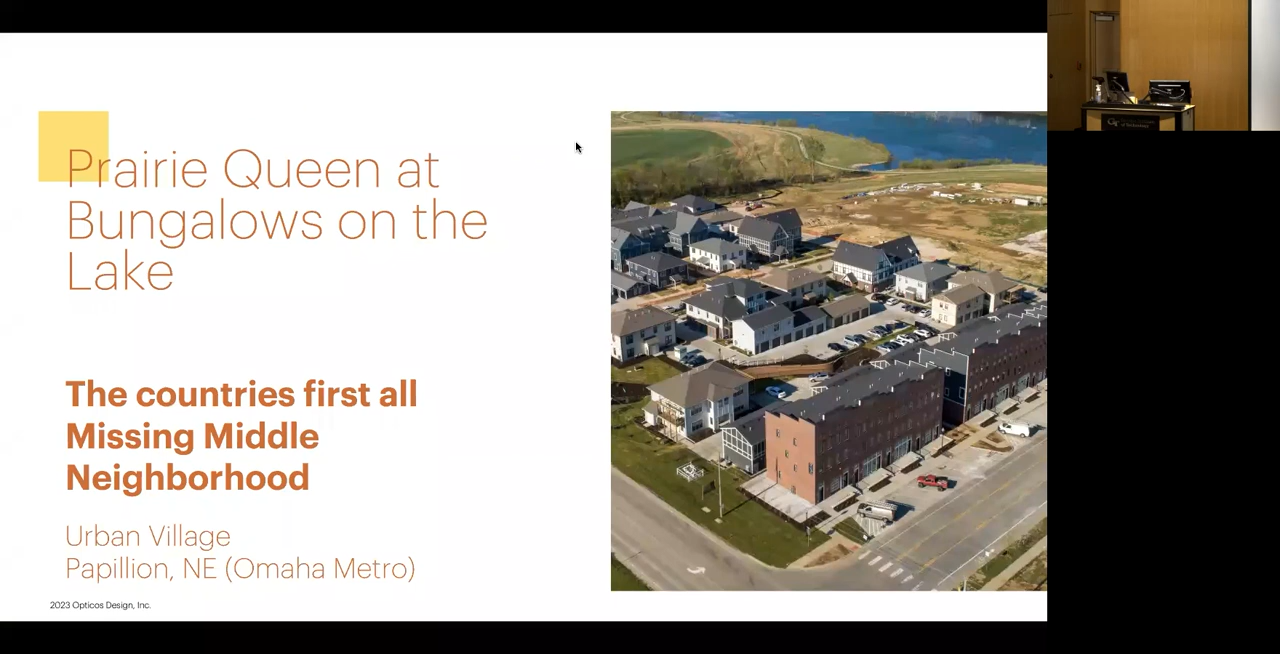 Prairie Queen at
Bungalows on the
Lake
The countries first all
Missing Middle
Neighborhood
Urban Village
Papillion, NE (Omaha Metro)
2023 Opticos Design, Inc.